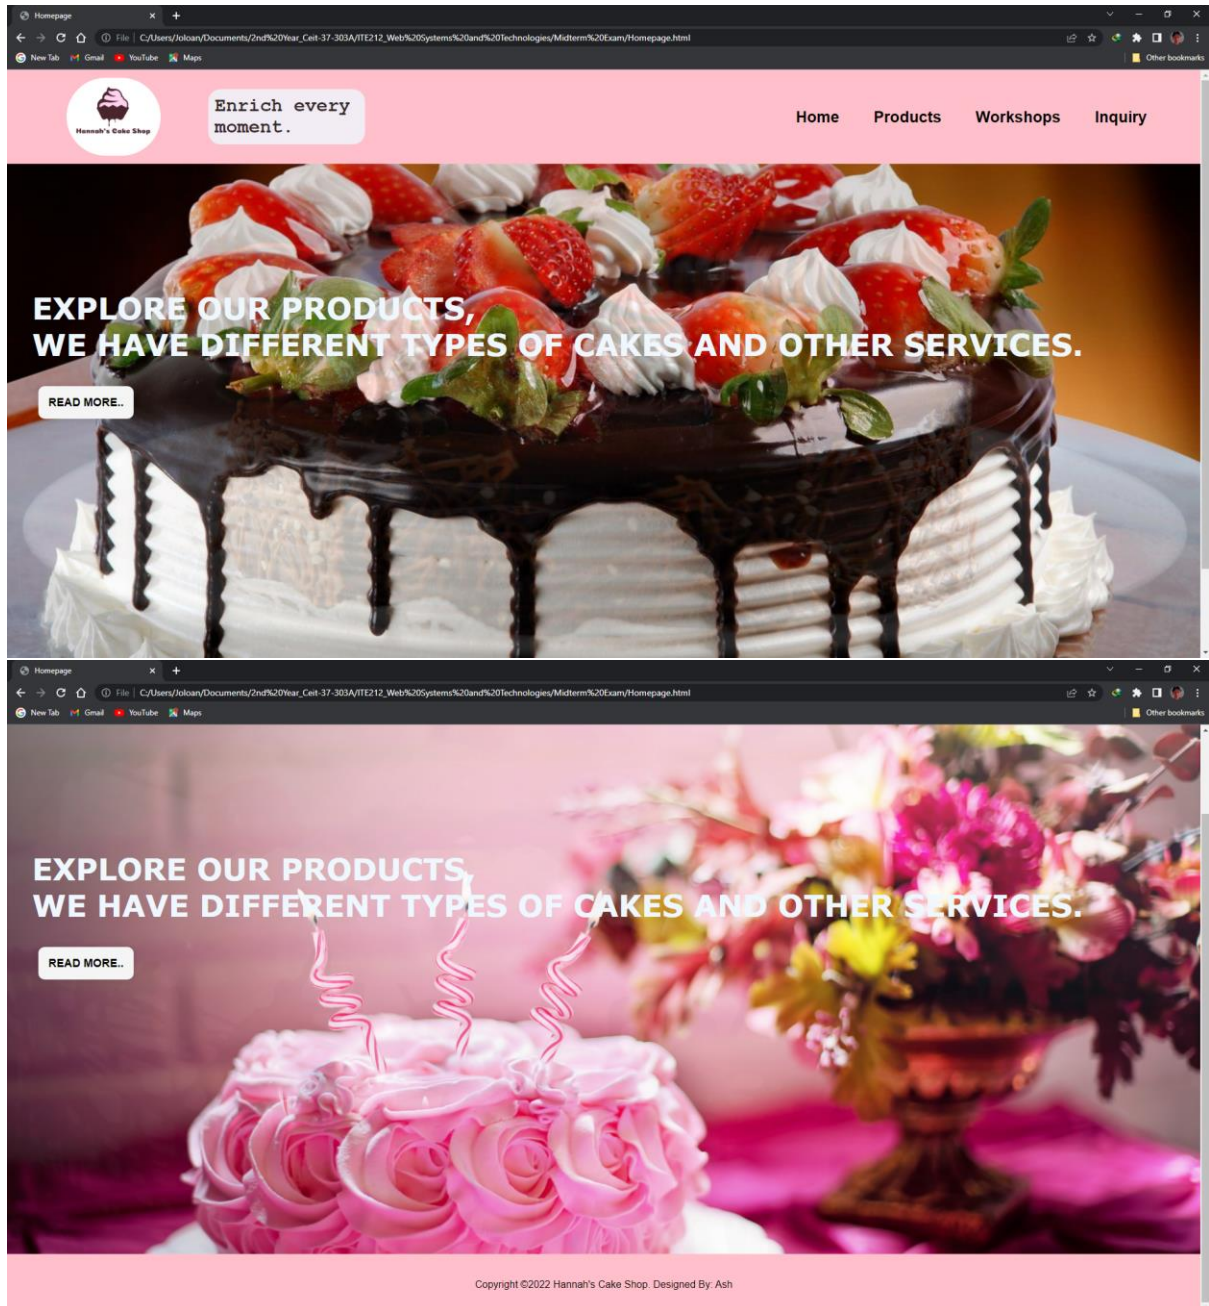 Homepage
File | C:/Users/Joloan/Documents/2nd%20Year_Ceit-37-303A/ITE212_Web%20Systems%20and%20Technologies/Midterm%20Exam/Homepage.html
New Tab Gmail YouTube Maps Other bookmarks
Hannah's Cake Shop
Enrich every
moment.
Home Products Workshops Inquiry
EXPLORE OUR PRODUCTS,
WE HAVE DIFFERENT TYPES OF CAKES AND OTHER SERVICES.
READ MORE..
Homepage
File | C:/Users/Joloan/Documents/2nd%20Year_Ceit-37-303A/ITE212_Web%20Systems%20and%20Technologies/Midterm%20Exam/Homepage.html
New Tab Gmail YouTube Maps Other bookmarks
EXPLORE OUR PRODUCTS,
WE HAVE DIFFERENT TYPES OF CAKES AND OTHER SERVICES.
READ MORE..
Copyright ©2022 Hannah's Cake Shop. Designed By: Ash